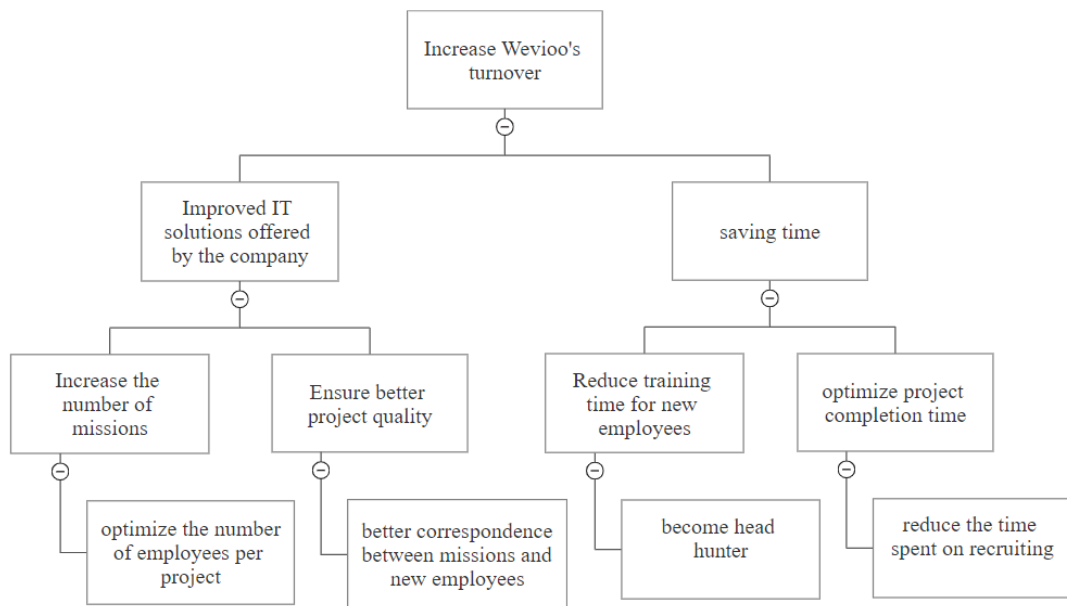 Increase Wevioo's
turnover
Improved IT
solutions offered
by the company
saving time
Increase the
number of
missions
Ensure better
project quality
Reduce training
time for new
employees
optimize project
completion time
optimize the number
of employees per
project
better correspondence
between missions and
new employees
become head
hunter
reduce the time
spent on recruiting